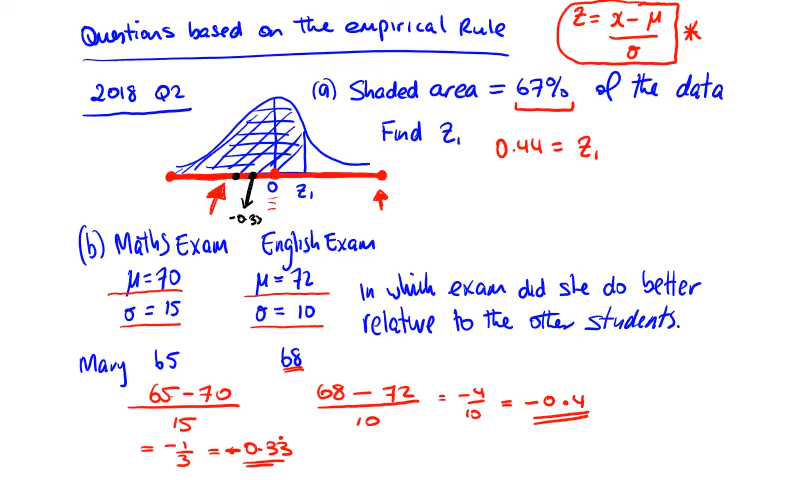 Questions based on the empirical Rule
z = x - μ / σ *
2018 Q2
(a) Shaded area = 67% of the data
Find Z₁
0.44 = Z₁
0 Z₁
-0.33
(b) Maths Exam English Exam
μ = 70 μ = 72
σ = 15 σ = 10
In which exam did she do better
relative to the other students.
Mary 65 68
65 - 70 / 15
68 - 72 / 10 = -4/10 = -0.4
= -1/3 = -0.33̇